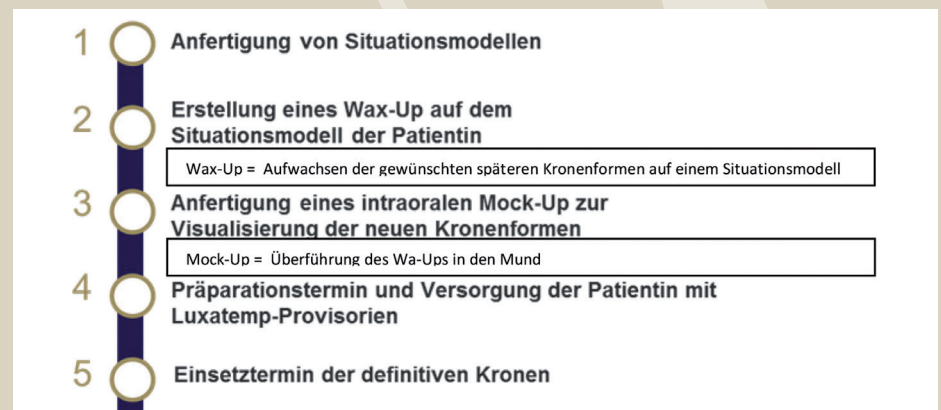 1 Anfertigung von Situationsmodellen
2 Erstellung eines Wax-Up auf dem
Situationsmodell der Patientin
Wax-Up = Aufwachsen der gewünschten späteren Kronenformen auf einem Situationsmodell
3 Anfertigung eines intraoralen Mock-Up zur
Visualisierung der neuen Kronenformen
Mock-Up = Überführung des Wa-Ups in den Mund
4 Präparationstermin und Versorgung der Patientin mit
Luxatemp-Provisorien
5 Einsetztermin der definitiven Kronen